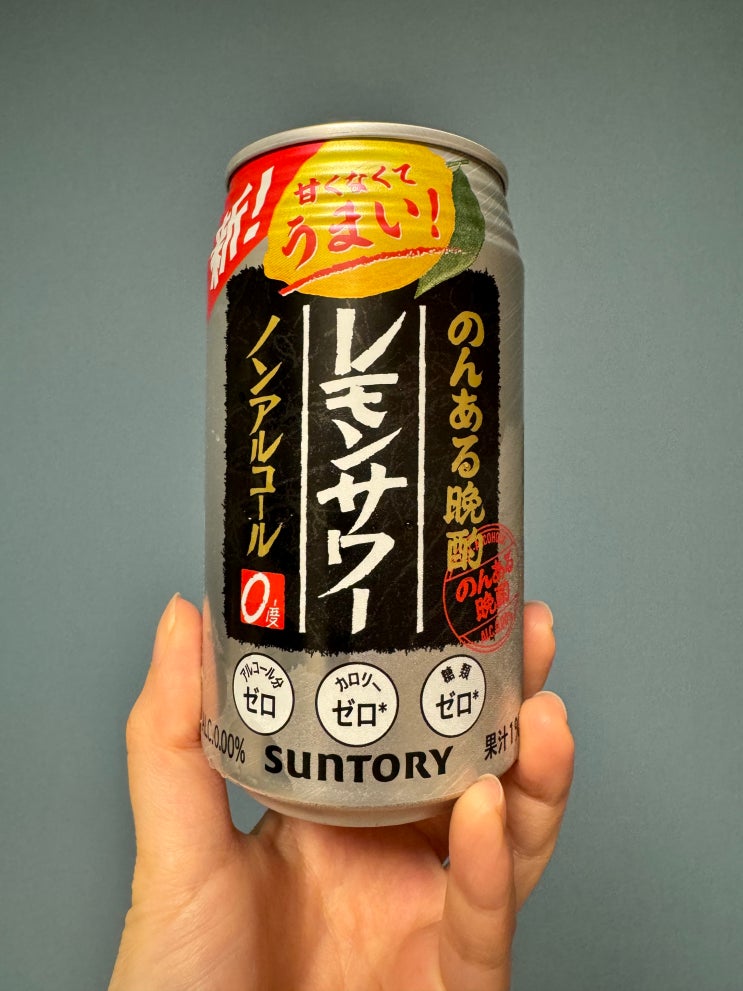 新!
甘くなくて
うまい!
のんある晩酌
レモンサワー
ノンアルコール
0度
のんある
晩酌
アルコール分
ゼロ
カロリー
ゼロ*
糖類
ゼロ*
ALC.0.00%
SUNTORY
果汁1%